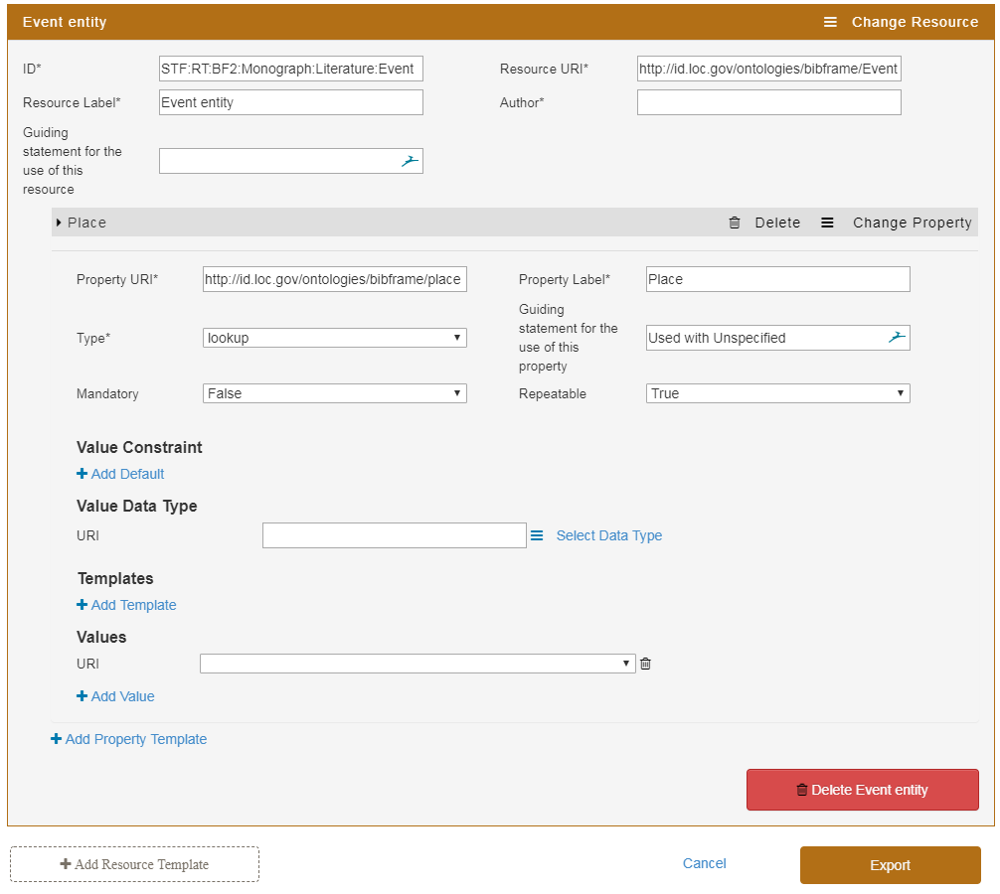 Event entity
Change Resource
ID*
STF:RT:BF2:Monograph:Literature:Event
Resource URI*
http://id.loc.gov/ontologies/bibframe/Event
Resource Label*
Event entity
Author*
Guiding
statement for the
use of this
resource
Place
Delete
Change Property
Property URI*
http://id.loc.gov/ontologies/bibframe/place
Property Label*
Place
Type*
lookup
Guiding
statement for the
use of this
property
Used with Unspecified
Mandatory
False
Repeatable
True
Value Constraint
Add Default
Value Data Type
URI
Select Data Type
Templates
Add Template
Values
URI
Add Value
Add Property Template
Delete Event entity
Add Resource Template
Cancel
Export